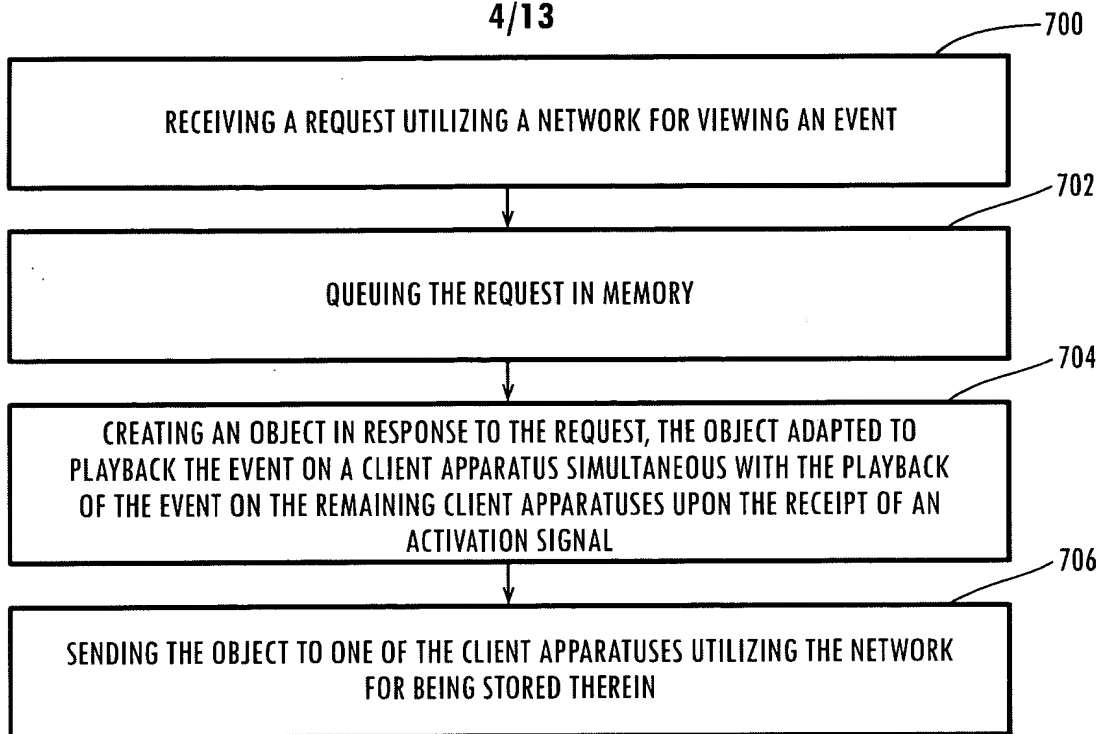 4/13
700
RECEIVING A REQUEST UTILIZING A NETWORK FOR VIEWING AN EVENT
702
QUEUING THE REQUEST IN MEMORY
704
CREATING AN OBJECT IN RESPONSE TO THE REQUEST, THE OBJECT ADAPTED TO
PLAYBACK THE EVENT ON A CLIENT APPARATUS SIMULTANEOUS WITH THE PLAYBACK
OF THE EVENT ON THE REMAINING CLIENT APPARATUSES UPON THE RECEIPT OF AN
ACTIVATION SIGNAL
706
SENDING THE OBJECT TO ONE OF THE CLIENT APPARATUSES UTILIZING THE NETWORK
FOR BEING STORED THEREIN